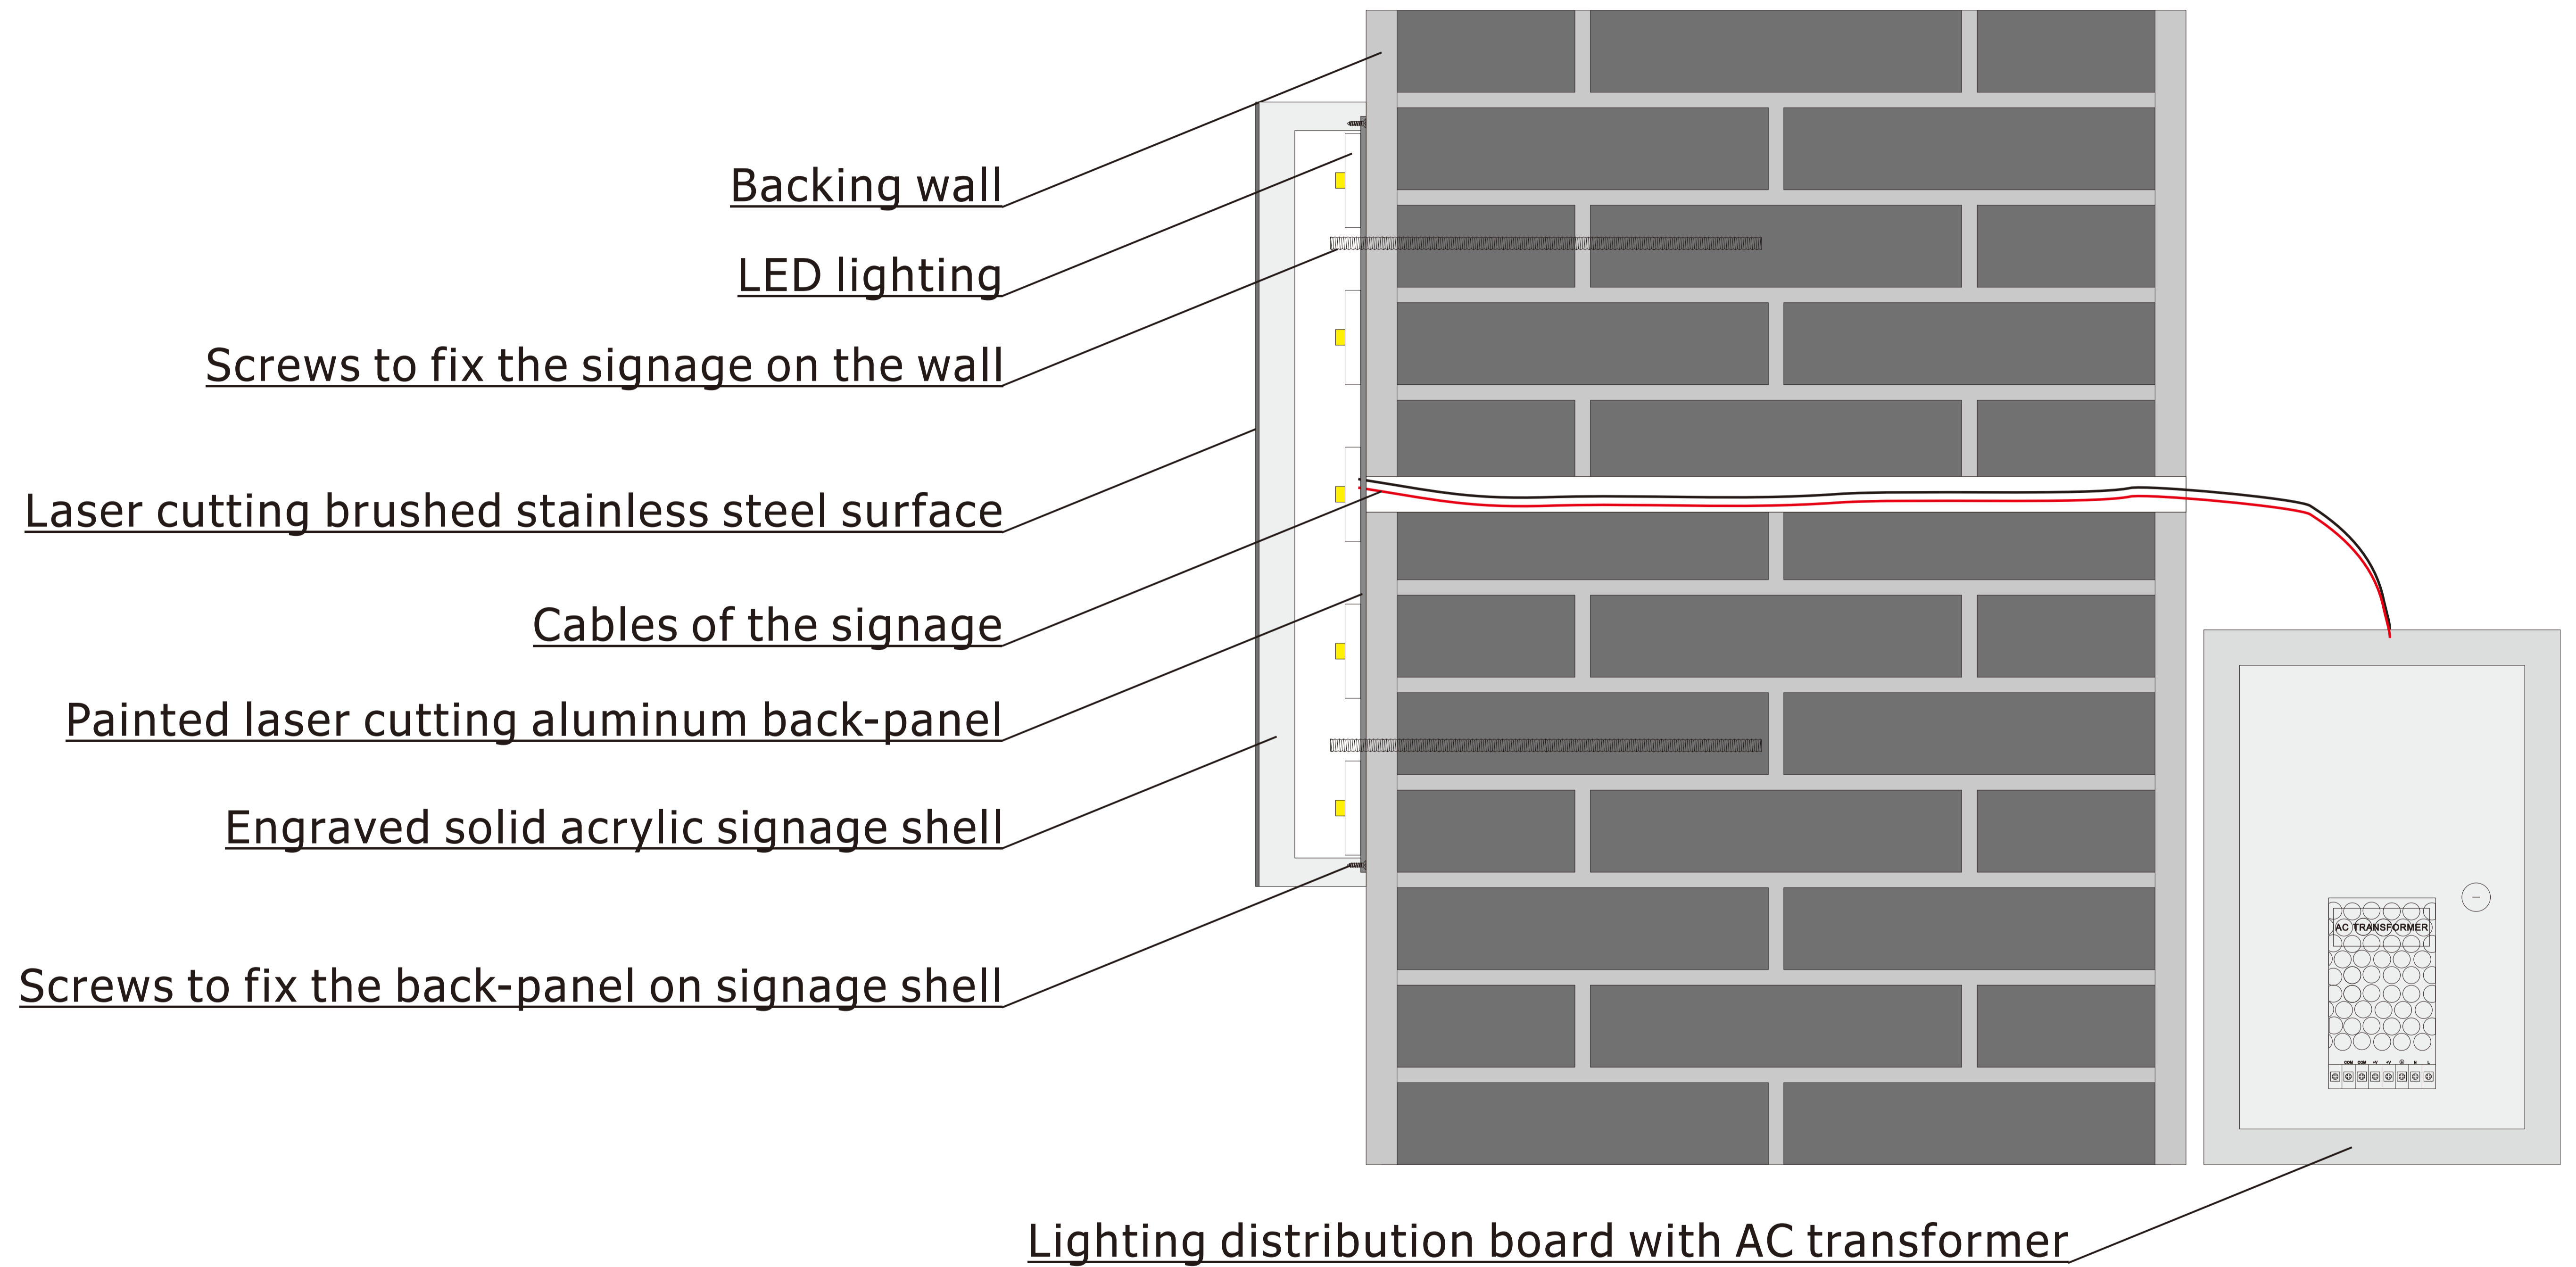 Backing wall
LED lighting
Screws to fix the signage on the wall
Laser cutting brushed stainless steel surface
Cables of the signage
Painted laser cutting aluminum back-panel
Engraved solid acrylic signage shell
Screws to fix the back-panel on signage shell
AC TRANSFORMER
COM COM +V +V ⏚ N L
Lighting distribution board with AC transformer